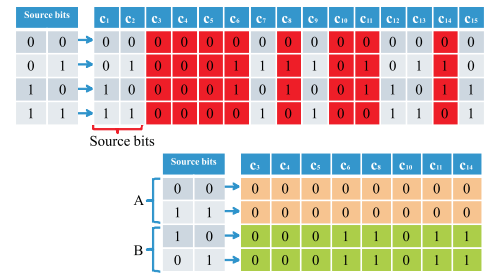 Source bits c1 c2 c3 c4 c5 c6 c7 c8 c9 c10 c11 c12 c13 c14 c15
0 0 0 0 0 0 0 0 0 0 0 0 0 0 0 0 0
0 1 0 1 0 0 0 1 1 1 1 0 1 0 0 1 0
1 0 1 0 0 0 0 1 0 1 0 0 1 1 1 1 1
1 1 1 1 0 0 0 0 1 0 1 0 0 1 1 0 1
Source bits
Source bits c3 c4 c5 c6 c8 c10 c11 c14
A
0 0 0 0 0 0 0 0 0 0
1 1 0 0 0 0 0 0 0 0
B
1 0 0 0 0 1 1 0 1 1
0 1 0 0 0 1 1 0 1 1